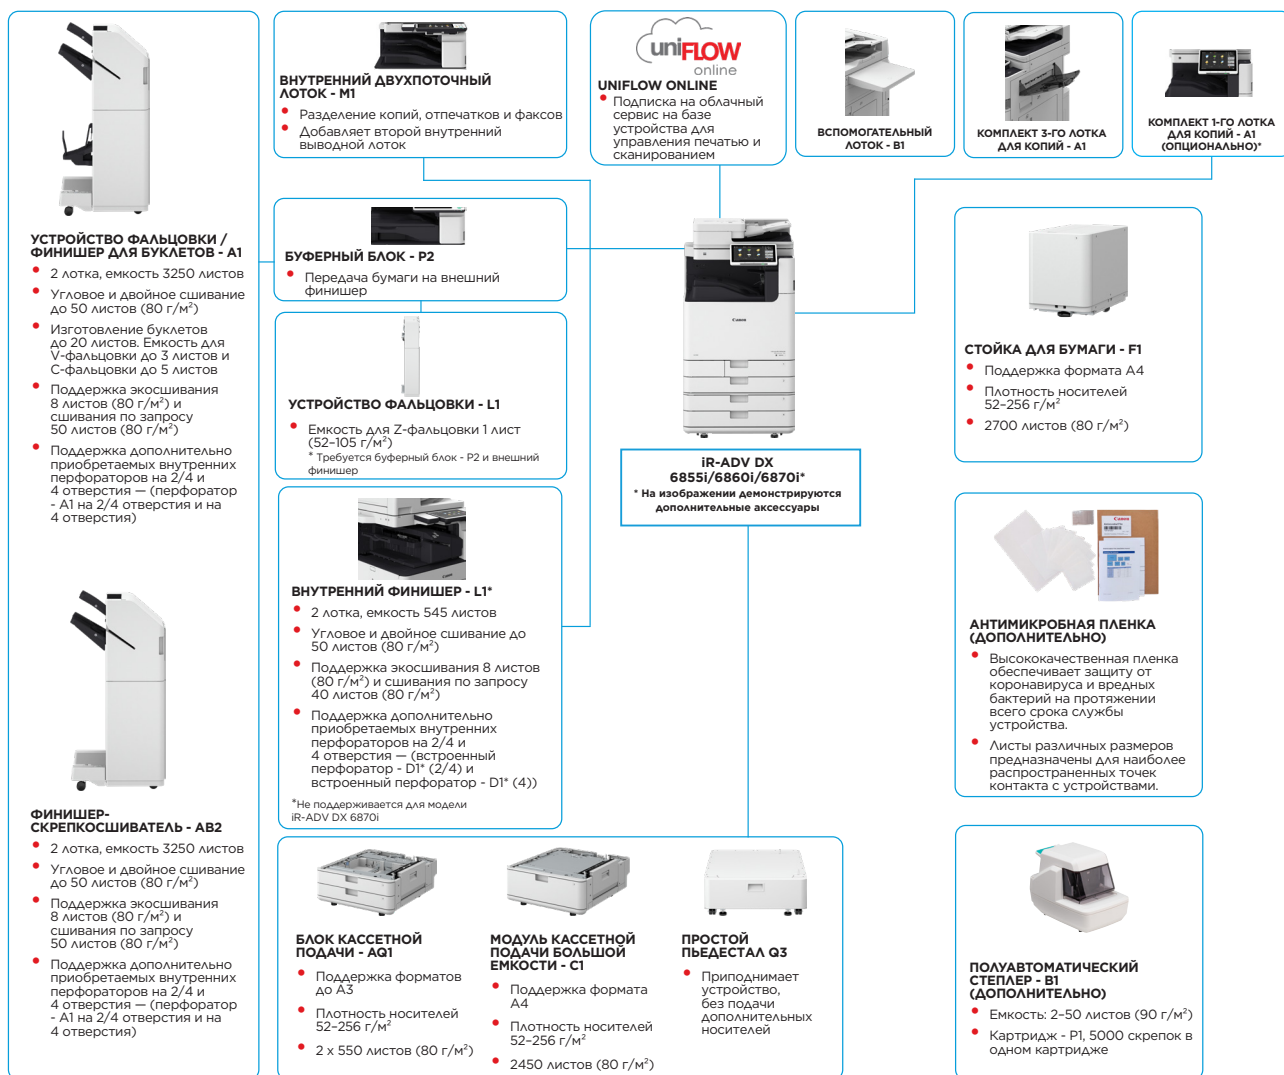 УСТРОЙСТВО ФАЛЬЦОВКИ /
ФИНИШЕР ДЛЯ БУКЛЕТОВ - A1
• 2 лотка, емкость 3250 листов
• Угловое и двойное сшивание
до 50 листов (80 г/м²)
• Изготовление буклетов
до 20 листов. Емкость для
V-фальцовки до 3 листов и
C-фальцовки до 5 листов
• Поддержка экосшивания
8 листов (80 г/м²) и
сшивания по запросу
50 листов (80 г/м²)
• Поддержка дополнительно
приобретаемых внутренних
перфораторов на 2/4 и
4 отверстия — (перфоратор
- A1 на 2/4 отверстия и на
4 отверстия)
ФИНИШЕР-
СКРЕПКОСШИВАТЕЛЬ - AB2
• 2 лотка, емкость 3250 листов
• Угловое и двойное сшивание
до 50 листов (80 г/м²)
• Поддержка экосшивания
8 листов (80 г/м²) и
сшивания по запросу
50 листов (80 г/м²)
• Поддержка дополнительно
приобретаемых внутренних
перфораторов на 2/4 и
4 отверстия — (перфоратор
- A1 на 2/4 отверстия и на
4 отверстия)
ВНУТРЕННИЙ ДВУХПОТОЧНЫЙ
ЛОТОК - M1
• Разделение копий, отпечатков и факсов
• Добавляет второй внутренний
выводной лоток
uniFLOW
online
UNIFLOW ONLINE
• Подписка на облачный
сервис на базе
устройства для
управления печатью и
сканированием
ВСПОМОГАТЕЛЬНЫЙ
ЛОТОК - B1
КОМПЛЕКТ 3-ГО ЛОТКА
ДЛЯ КОПИЙ - A1
КОМПЛЕКТ 1-ГО ЛОТКА
ДЛЯ КОПИЙ - A1
(ОПЦИОНАЛЬНО)*
БУФЕРНЫЙ БЛОК - P2
• Передача бумаги на внешний
финишер
УСТРОЙСТВО ФАЛЬЦОВКИ - L1
• Емкость для Z-фальцовки 1 лист
(52–105 г/м²)
* Требуется буферный блок - P2 и внешний
финишер
Canon
iR-ADV DX
6855i/6860i/6870i*
* На изображении демонстрируются
дополнительные аксессуары
Canon
ВНУТРЕННИЙ ФИНИШЕР - L1*
• 2 лотка, емкость 545 листов
• Угловое и двойное сшивание до
50 листов (80 г/м²)
• Поддержка экосшивания 8 листов
(80 г/м²) и сшивания по запросу
40 листов (80 г/м²)
• Поддержка дополнительно
приобретаемых внутренних
перфораторов на 2/4 и
4 отверстия — (встроенный
перфоратор - D1* (2/4) и
встроенный перфоратор - D1* (4))
*Не поддерживается для модели
iR-ADV DX 6870i
БЛОК КАССЕТНОЙ
ПОДАЧИ - AQ1
• Поддержка форматов
до A3
• Плотность носителей
52–256 г/м²
• 2 x 550 листов (80 г/м²)
МОДУЛЬ КАССЕТНОЙ
ПОДАЧИ БОЛЬШОЙ
ЕМКОСТИ - C1
• Поддержка формата
A4
• Плотность носителей
52–256 г/м²
• 2450 листов (80 г/м²)
ПРОСТОЙ
ПЬЕДЕСТАЛ Q3
• Приподнимает
устройство,
без подачи
дополнительных
носителей
СТОЙКА ДЛЯ БУМАГИ - F1
• Поддержка формата A4
• Плотность носителей
52–256 г/м²
• 2700 листов (80 г/м²)
Canon
АНТИМИКРОБНАЯ ПЛЕНКА
(ДОПОЛНИТЕЛЬНО)
• Высококачественная пленка
обеспечивает защиту от
коронавируса и вредных
бактерий на протяжении
всего срока службы
устройства.
• Листы различных размеров
предназначены для наиболее
распространенных точек
контакта с устройствами.
ПОЛУАВТОМАТИЧЕСКИЙ
СТЕПЛЕР - B1
(ДОПОЛНИТЕЛЬНО)
• Емкость: 2–50 листов (90 г/м²)
• Картридж - P1, 5000 скрепок в
одном картридже